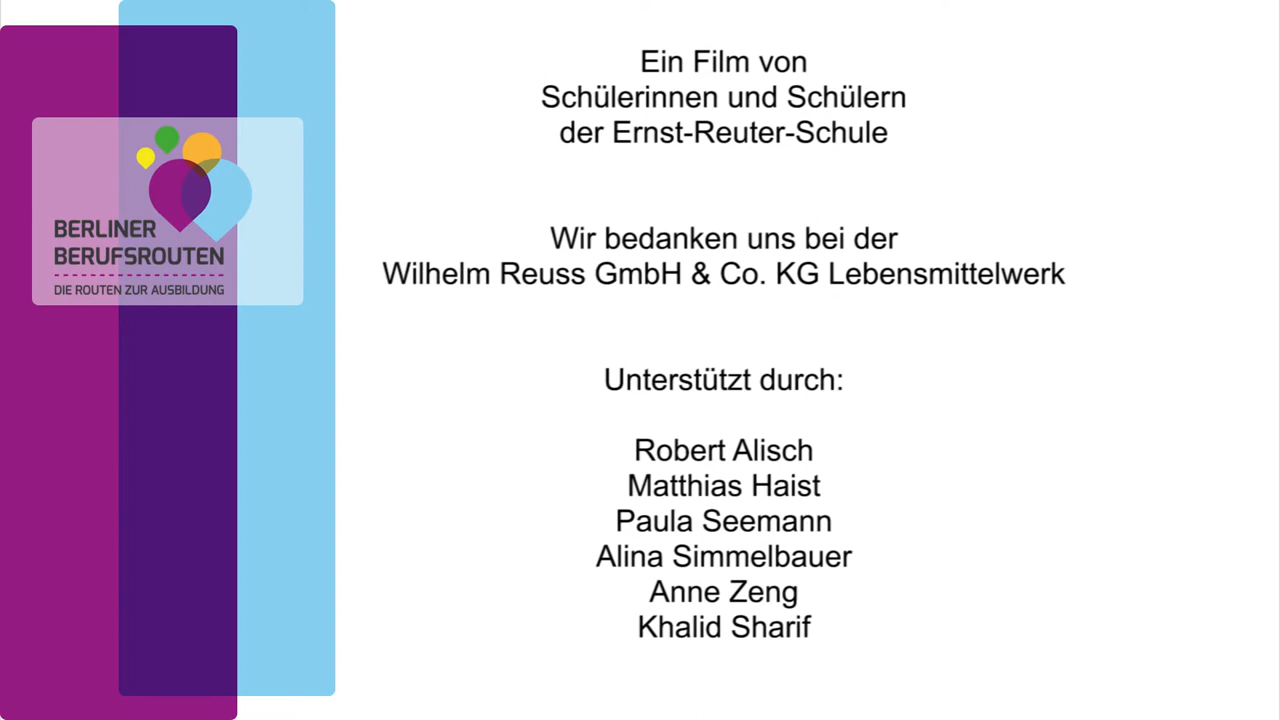 BERLINER
BERUFSROUTEN
DIE ROUTEN ZUR AUSBILDUNG
Ein Film von
Schülerinnen und Schülern
der Ernst-Reuter-Schule
Wir bedanken uns bei der
Wilhelm Reuss GmbH & Co. KG Lebensmittelwerk
Unterstützt durch:
Robert Alisch
Matthias Haist
Paula Seemann
Alina Simmelbauer
Anne Zeng
Khalid Sharif